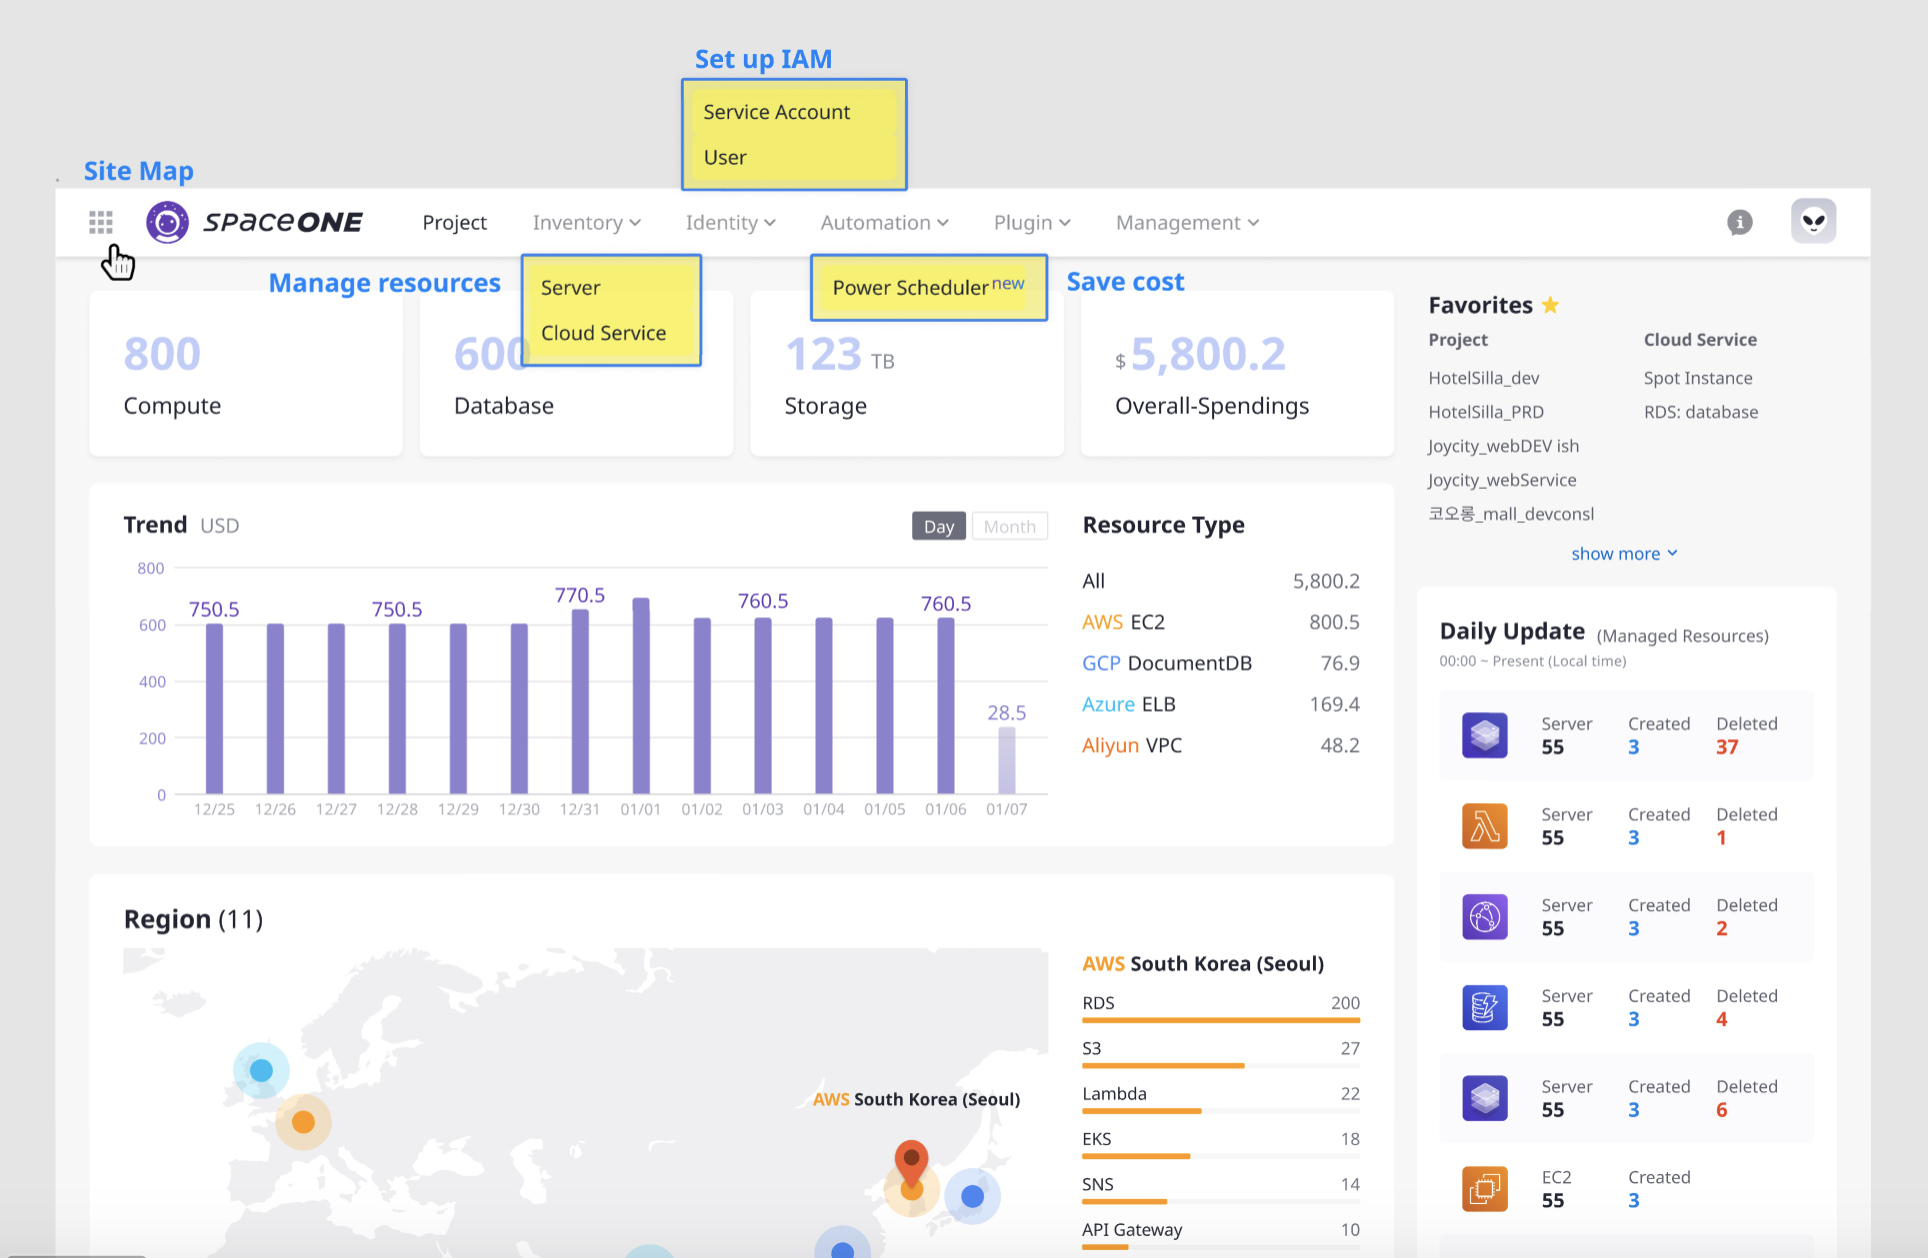 Set up IAM
Service Account
User
Site Map
spaceONE
Project
Inventory
Identity
Automation
Plugin
Management
Manage resources
Server
Cloud Service
Power Scheduler new
Save cost
800
Compute
600
Database
123 TB
Storage
$ 5,800.2
Overall-Spendings
Favorites
Project
Cloud Service
HotelSilla_dev
Spot Instance
HotelSilla_PRD
RDS: database
Joycity_webDEV ish
Joycity_webService
코오롱_mall_devconsl
show more
Trend USD
Day
Month
800
600
400
200
0
750.5
750.5
770.5
760.5
760.5
28.5
12/25
12/26
12/27
12/28
12/29
12/30
12/31
01/01
01/02
01/03
01/04
01/05
01/06
01/07
Resource Type
All 5,800.2
AWS EC2 800.5
GCP DocumentDB 76.9
Azure ELB 169.4
Aliyun VPC 48.2
Daily Update (Managed Resources)
00:00 ~ Present (Local time)
Server Created Deleted
55 3 37
Server Created Deleted
55 3 1
Server Created Deleted
55 3 2
Server Created Deleted
55 3 4
Server Created Deleted
55 3 6
EC2 Created
55 3
Region (11)
AWS South Korea (Seoul)
AWS South Korea (Seoul)
RDS 200
S3 27
Lambda 22
EKS 18
SNS 14
API Gateway 10